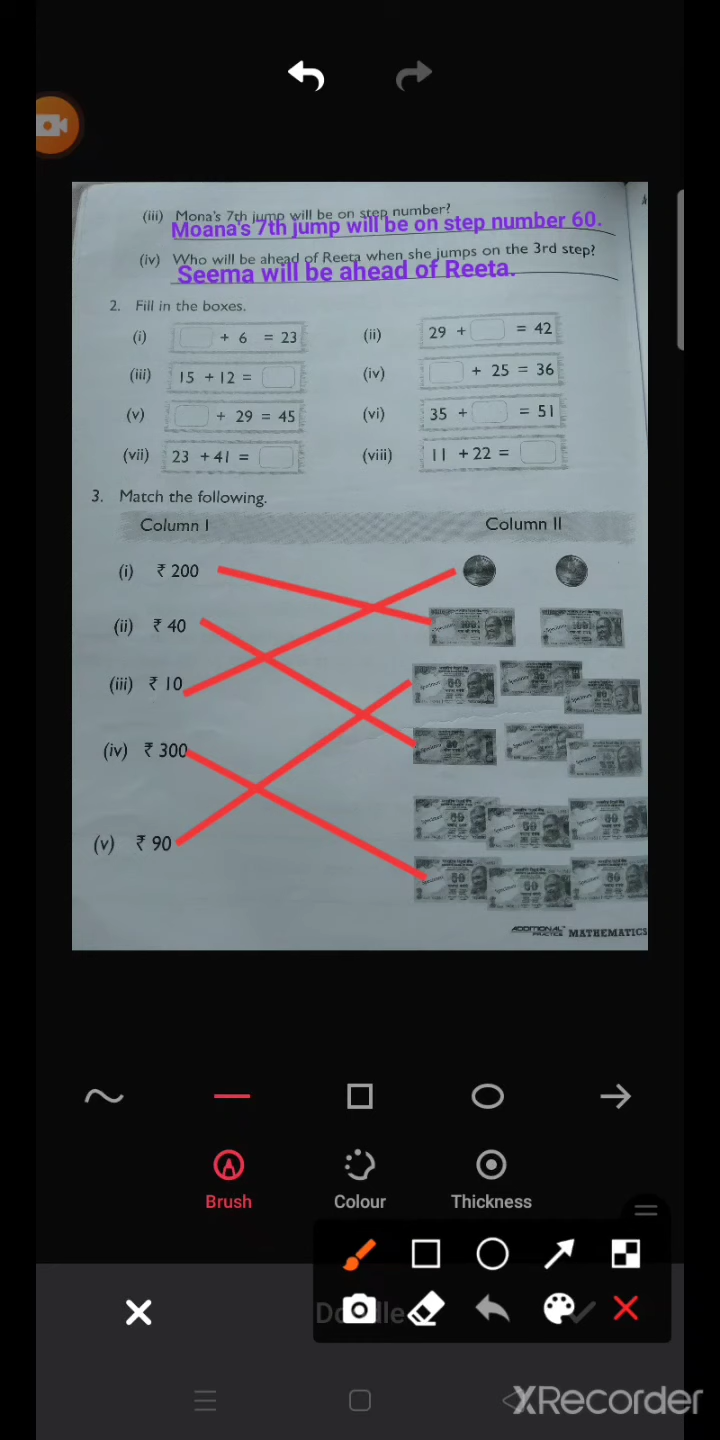 (iii) Mona's 7th jump will be on step number?
Moana's 7th jump will be on step number 60.
(iv) Who will be ahead of Reeta when she jumps on the 3rd step?
Seema will be ahead of Reeta.
2. Fill in the boxes.
(i) + 6 = 23 (ii) 29 + = 42
(iii) 15 + 12 = (iv) + 25 = 36
(v) + 29 = 45 (vi) 35 + = 51
(vii) 23 + 41 = (viii) 11 + 22 =
3. Match the following.
Column I Column II
(i) ₹ 200
(ii) ₹ 40
(iii) ₹ 10
(iv) ₹ 300
(v) ₹ 90
ADDITIONAL PRACTICE MATHEMATICS
Brush Colour Thickness
XRecorder